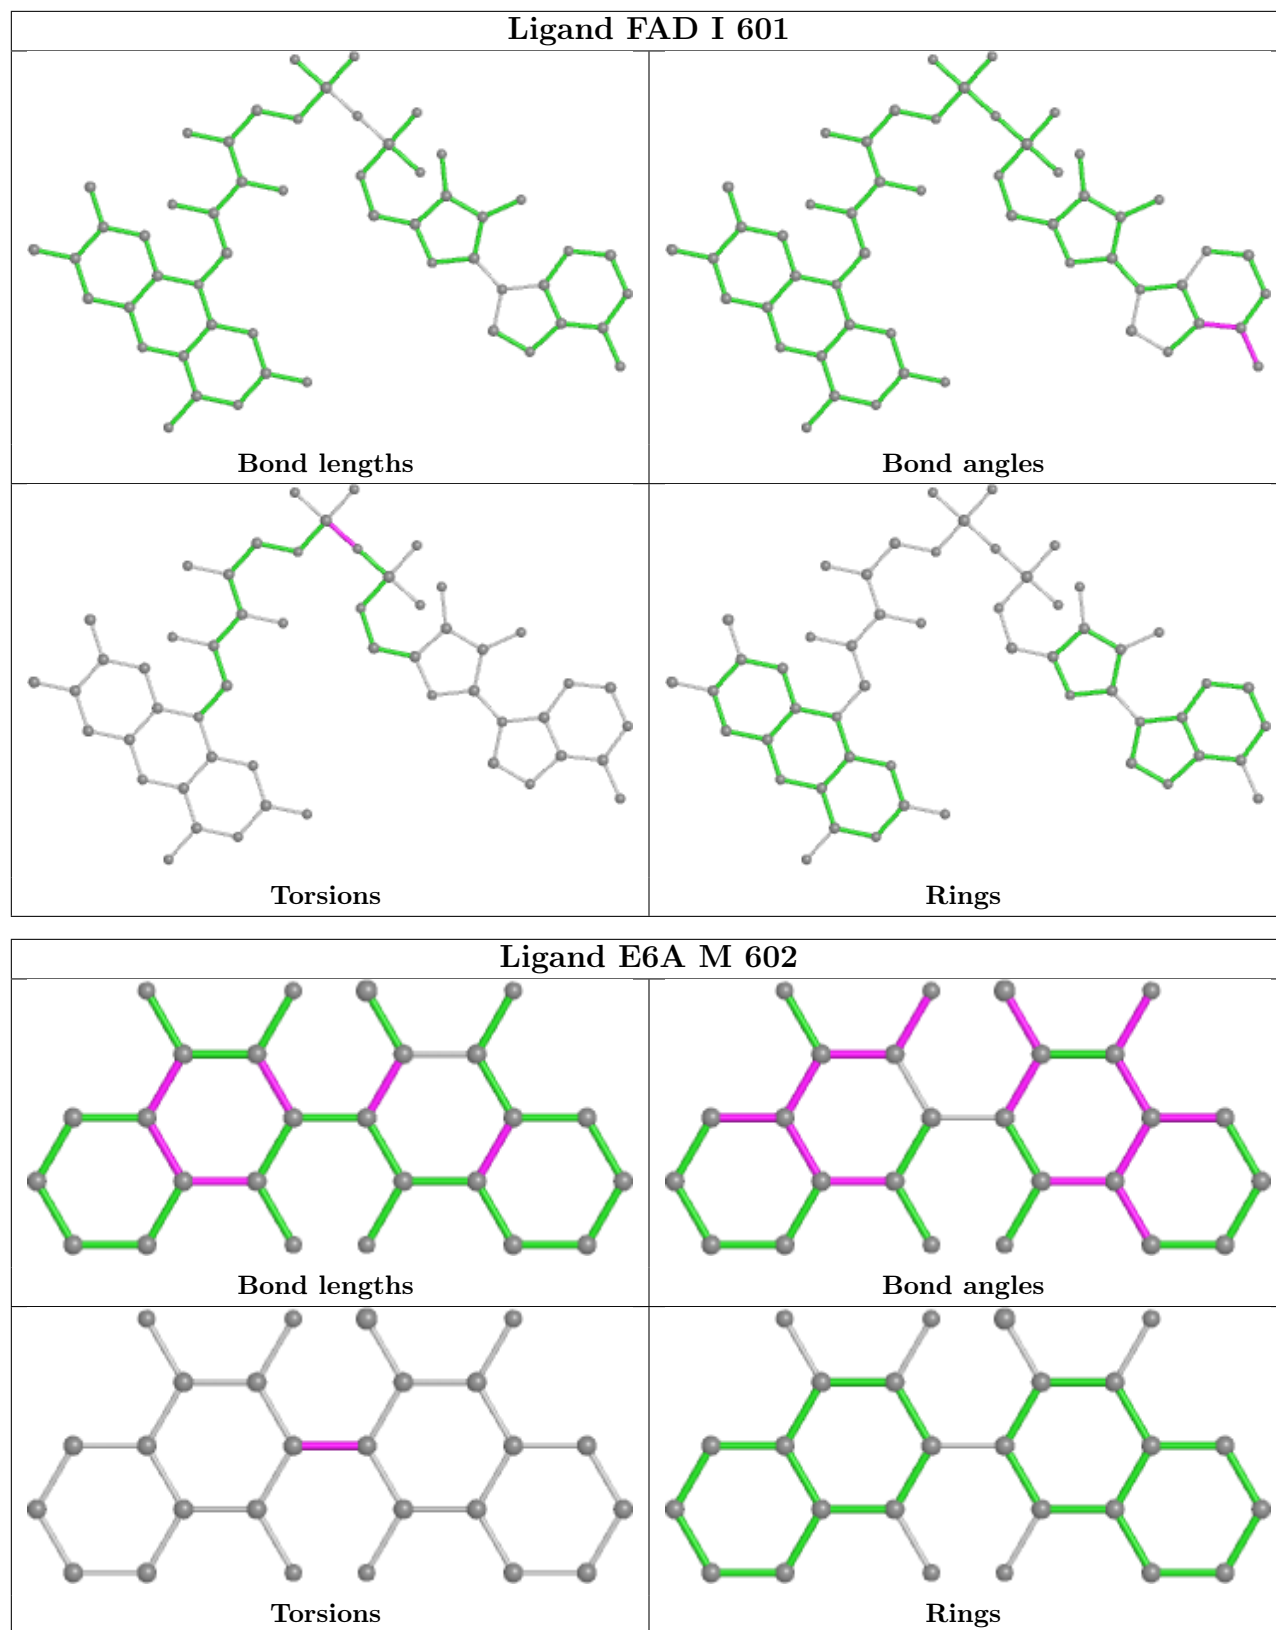 Ligand FAD I 601
Bond lengths
Bond angles
Torsions
Rings
Ligand E6A M 602
Bond lengths
Bond angles
Torsions
Rings